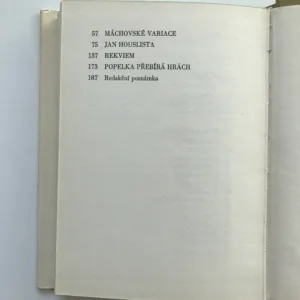 57 MÁCHOVSKÉ VARIACE
75 JAN HOUSLISTA
137 REKVIEM
173 POPELKA PŘEBÍRÁ HRÁCH
187 Redakční poznámka